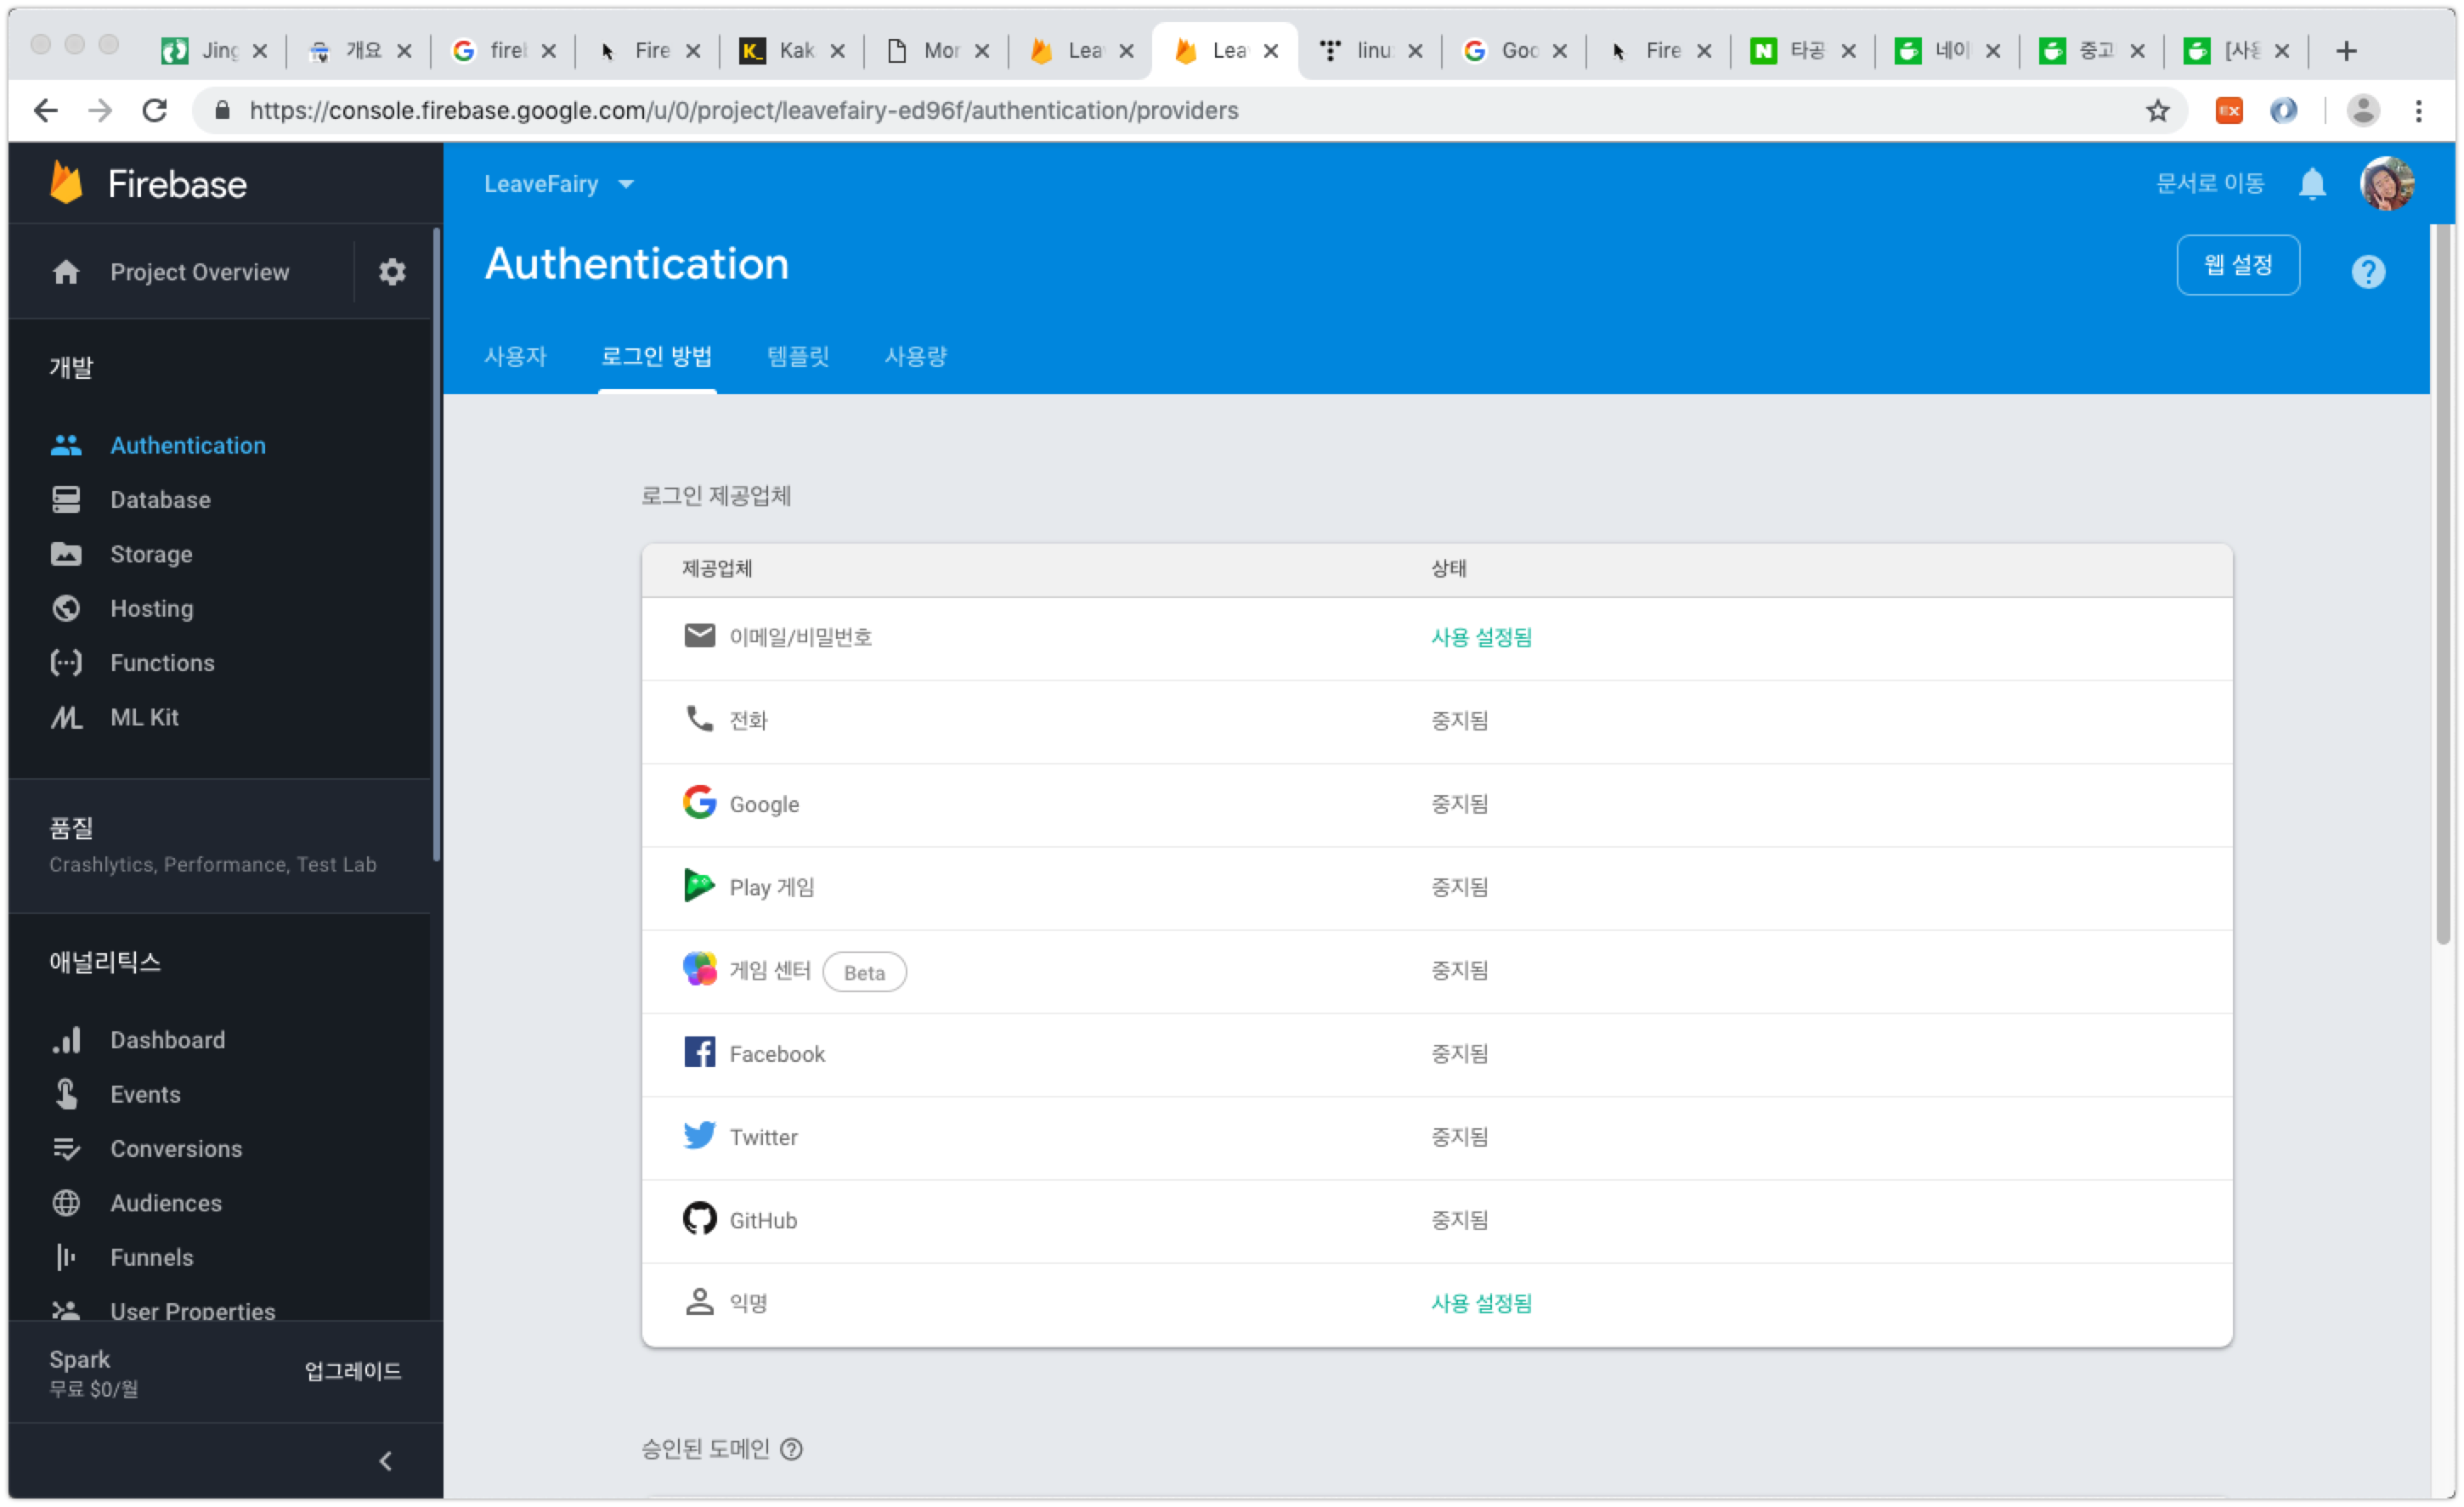 Jing 개요 fire Fire Kak Mor Lea Lea linu Goo Fire 타공 네이 중고 [사용
https://console.firebase.google.com/u/0/project/leavefairy-ed96f/authentication/providers
Firebase
LeaveFairy
문서로 이동
Project Overview
Authentication
웹 설정
사용자 로그인 방법 템플릿 사용량
개발
Authentication
Database
Storage
Hosting
Functions
ML Kit
품질
Crashlytics, Performance, Test Lab
애널리틱스
Dashboard
Events
Conversions
Audiences
Funnels
User Properties
Spark
무료 $0/월
업그레이드
로그인 제공업체
제공업체 상태
이메일/비밀번호 사용 설정됨
전화 중지됨
Google 중지됨
Play 게임 중지됨
게임 센터 Beta 중지됨
Facebook 중지됨
Twitter 중지됨
GitHub 중지됨
익명 사용 설정됨
승인된 도메인